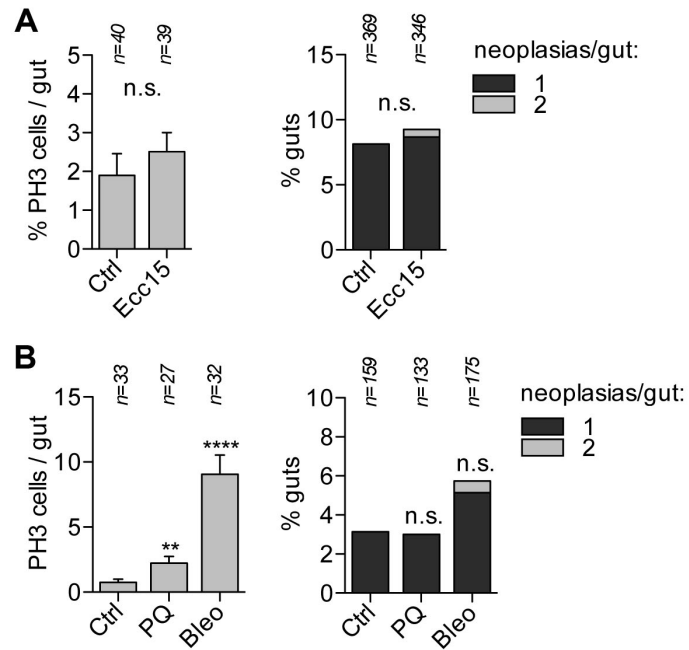 A
n=40
n=39
n=369
n=346
neoplasias/gut:
1
2
% PH3 cells / gut
5
4
3
2
1
0
n.s.
Ctrl
Ecc15
% guts
15
10
5
0
n.s.
Ctrl
Ecc15
B
n=33
n=27
n=32
n=159
n=133
n=175
neoplasias/gut:
1
2
PH3 cells / gut
15
10
5
0
**
****
Ctrl
PQ
Bleo
% guts
10
8
6
4
2
0
n.s.
n.s.
Ctrl
PQ
Bleo